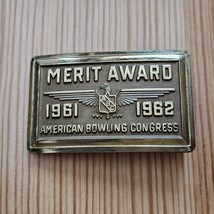 MERIT AWARD
1961 1962
AMERICAN BOWLING CONGRESS